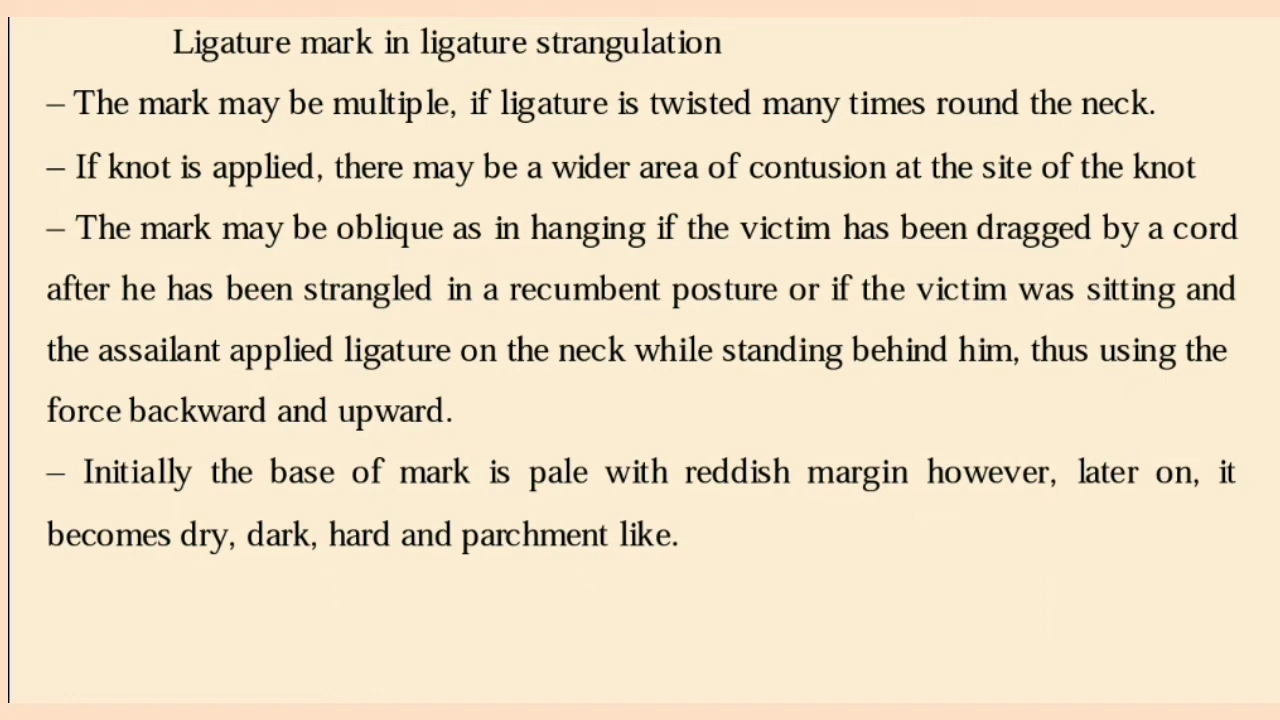 Ligature mark in ligature strangulation
– The mark may be multiple, if ligature is twisted many times round the neck.
– If knot is applied, there may be a wider area of contusion at the site of the knot
– The mark may be oblique as in hanging if the victim has been dragged by a cord
after he has been strangled in a recumbent posture or if the victim was sitting and
the assailant applied ligature on the neck while standing behind him, thus using the
force backward and upward.
– Initially the base of mark is pale with reddish margin however, later on, it
becomes dry, dark, hard and parchment like.